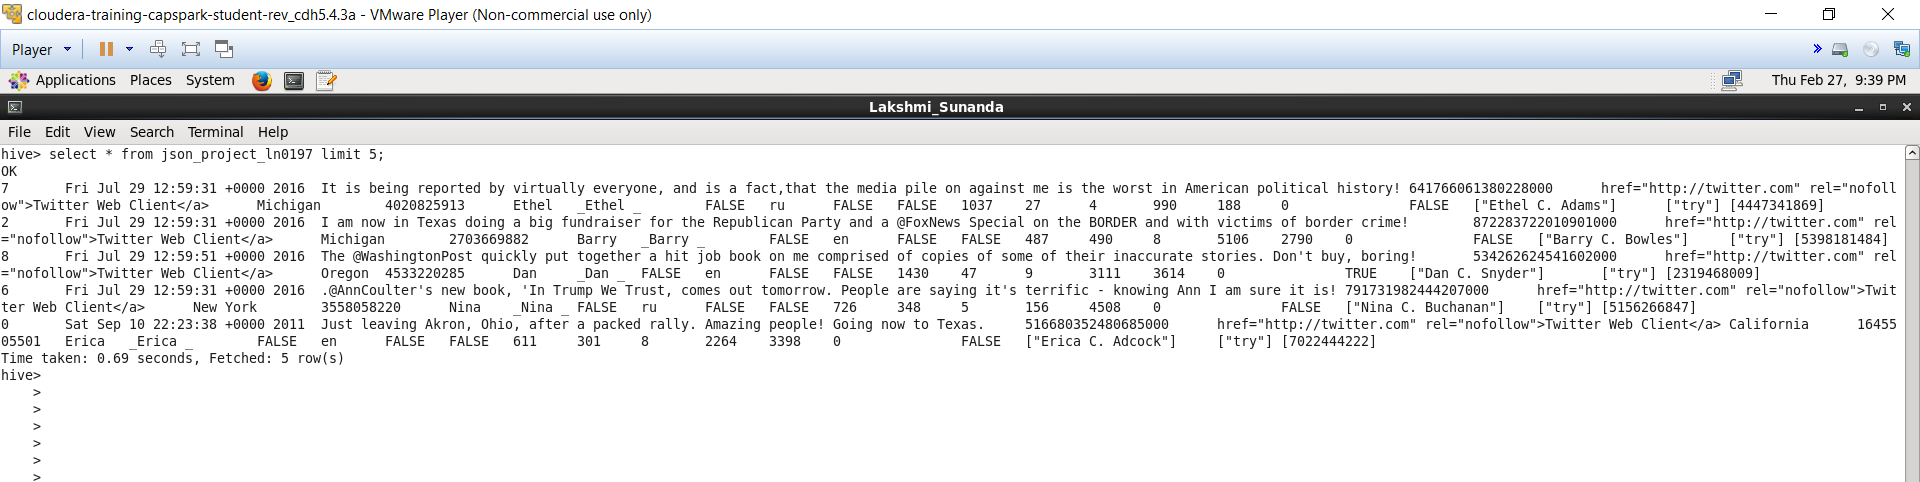 cloudera-training-capspark-student-rev_cdh5.4.3a - VMware Player (Non-commercial use only)
Player
Applications Places System Thu Feb 27, 9:39 PM
Lakshmi_Sunanda
File Edit View Search Terminal Help
hive> select * from json_project_ln0197 limit 5;
OK
7 Fri Jul 29 12:59:31 +0000 2016 It is being reported by virtually everyone, and is a fact,that the media pile on against me is the worst in American political history! 641766061380228000 href="http://twitter.com" rel="nofoll
ow">Twitter Web Client</a> Michigan 4020825913 Ethel _Ethel_ FALSE ru FALSE FALSE 1037 27 4 990 188 0 FALSE ["Ethel C. Adams"] ["try"] [4447341869]
2 Fri Jul 29 12:59:31 +0000 2016 I am now in Texas doing a big fundraiser for the Republican Party and a @FoxNews Special on the BORDER and with victims of border crime! 872283722010901000 href="http://twitter.com" rel
="nofollow">Twitter Web Client</a> Michigan 2703669882 Barry _Barry_ FALSE en FALSE FALSE 487 490 8 5106 2790 0 FALSE ["Barry C. Bowles"] ["try"] [5398181484]
8 Fri Jul 29 12:59:51 +0000 2016 The @WashingtonPost quickly put together a hit job book on me comprised of copies of some of their inaccurate stories. Don't buy, boring! 534262624541602000 href="http://twitter.com" rel
="nofollow">Twitter Web Client</a> Oregon 4533220285 Dan _Dan_ FALSE en FALSE FALSE 1430 47 9 3111 3614 0 TRUE ["Dan C. Snyder"] ["try"] [2319468009]
6 Fri Jul 29 12:59:31 +0000 2016 .@AnnCoulter's new book, 'In Trump We Trust, comes out tomorrow. People are saying it's terrific - knowing Ann I am sure it is! 791731982444207000 href="http://twitter.com" rel="nofollow">Twit
ter Web Client</a> New York 3558058220 Nina _Nina_ FALSE ru FALSE FALSE 726 348 5 156 4508 0 FALSE ["Nina C. Buchanan"] ["try"] [5156266847]
0 Sat Sep 10 22:23:38 +0000 2011 Just leaving Akron, Ohio, after a packed rally. Amazing people! Going now to Texas. 516680352480685000 href="http://twitter.com" rel="nofollow">Twitter Web Client</a> California 16455
05501 Erica _Erica_ FALSE en FALSE FALSE 611 301 8 2264 3398 0 FALSE ["Erica C. Adcock"] ["try"] [7022444222]
Time taken: 0.69 seconds, Fetched: 5 row(s)
hive>
>
>
>
>
>
>